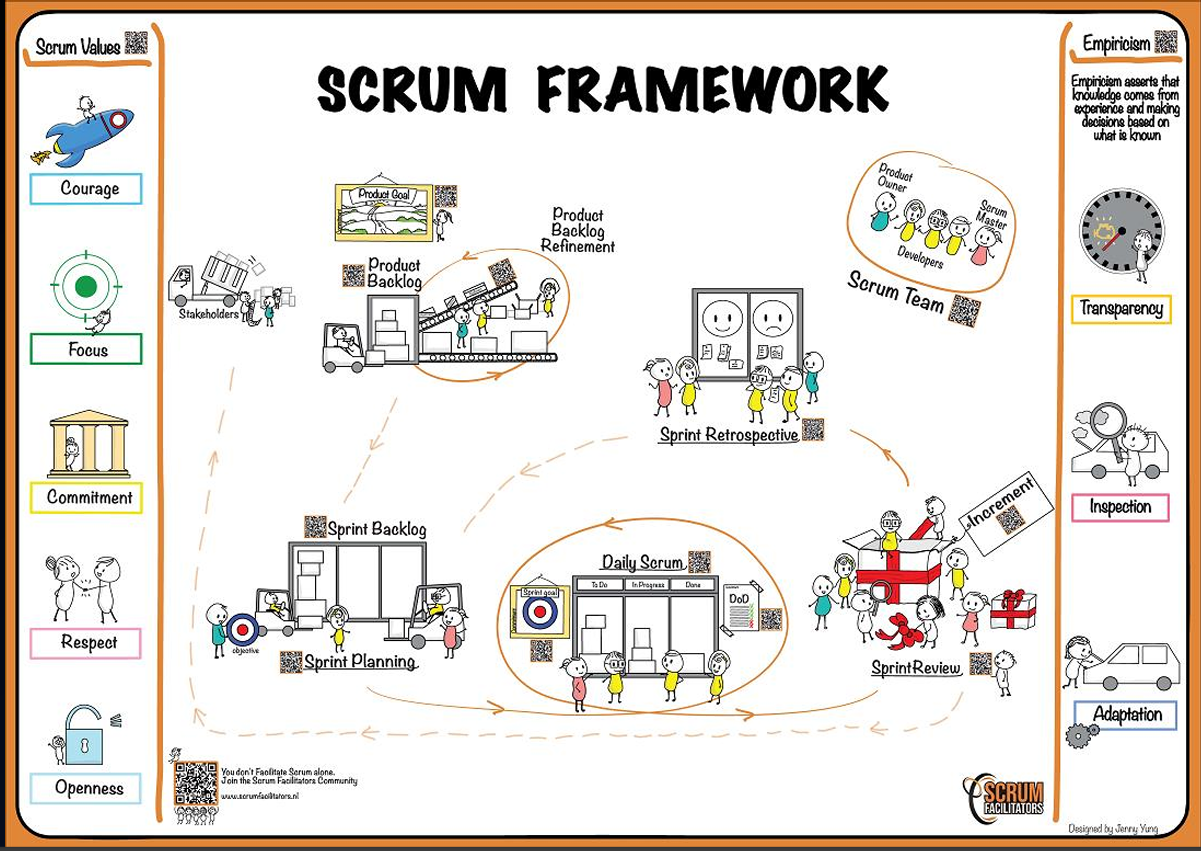 Scrum Values
Courage
Focus
Commitment
Respect
Openness
SCRUM FRAMEWORK
Product Goal
Product
Backlog
Refinement
Product
Backlog
Stakeholders
Product
Owner
Scrum
Master
Developers
Scrum Team
Sprint Retrospective
Sprint Backlog
objective
Sprint Planning
Daily Scrum
To Do
In Progress
Done
Sprint goal
DoD
Increment
SprintReview
You don't Facilitate Scrum alone.
Join the Scrum Facilitators Community
www.scrumfacilitators.nl
SCRUM
FACILITATORS
Empiricism
Empiricism asserts that
knowledge comes from
experience and making
decisions based on
what is known
Transparency
Inspection
Adaptation
Designed by Jenny Yung